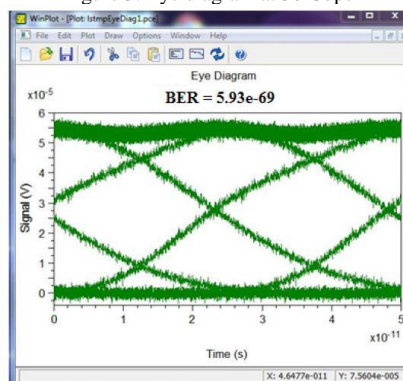 WinPlot - [Plot: lstmpEyeDiag1.pce]
File Edit Plot Draw Options Window Help
Eye Diagram
BER = 5.93e-69
x10⁻⁵
6
5
4
3
2
1
0
Signal (V)
0 1 2 3 4 5
x10⁻¹¹
Time (s)
X: 4.6477e-011 Y: 7.5604e-005